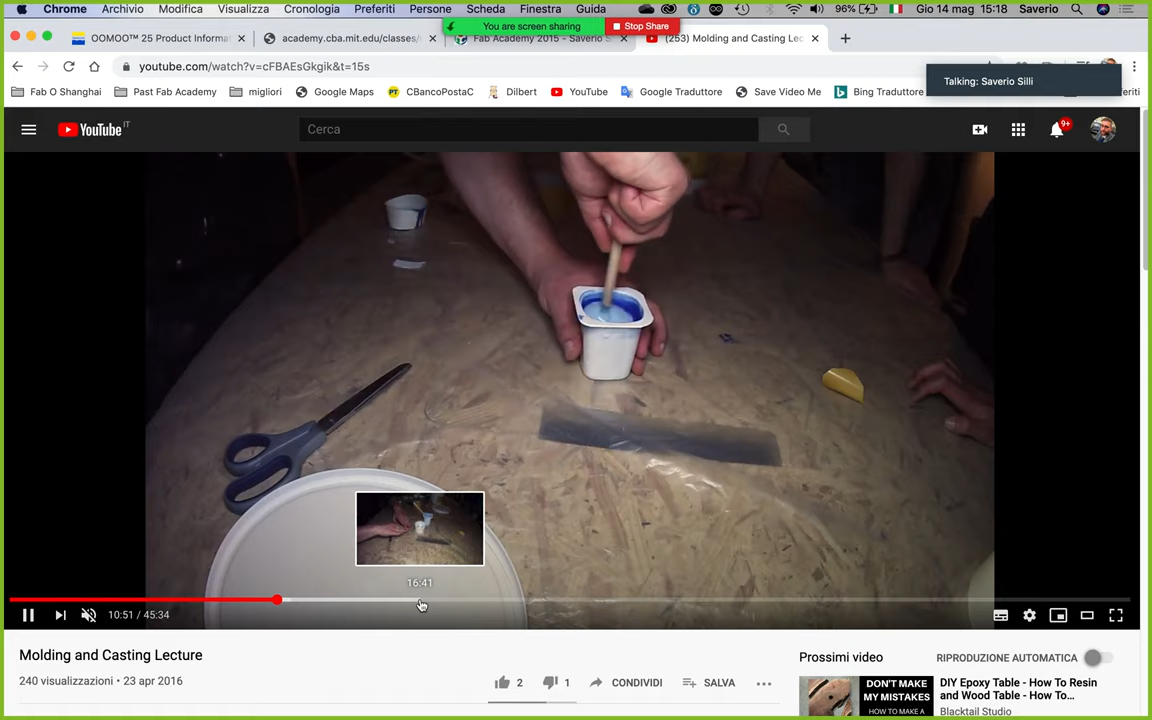 Chrome Archivio Modifica Visualizza Cronologia Preferiti Persone Scheda Finestra Guida 96% Gio 14 mag 15:18 Saverio
You are screen sharing Stop Share
OOMOO™ 25 Product Informa
academy.cba.mit.edu/classes/
Fab Academy 2015 - Saverio S
(253) Molding and Casting Lec
youtube.com/watch?v=cFBAEsGkgik&t=15s
Talking: Saverio Silli
Fab O Shanghai Past Fab Academy migliori Google Maps CBancoPostaC Dilbert YouTube Google Traduttore Save Video Me Bing Traduttore eriti
YouTube IT
Cerca
9+
16:41
10:51 / 45:34
Molding and Casting Lecture
240 visualizzazioni • 23 apr 2016
2 1 CONDIVIDI SALVA
Prossimi video RIPRODUZIONE AUTOMATICA
DON'T MAKE
MY MISTAKES
HOW TO MAKE A
DIY Epoxy Table - How To Resin
and Wood Table - How To...
Blacktail Studio